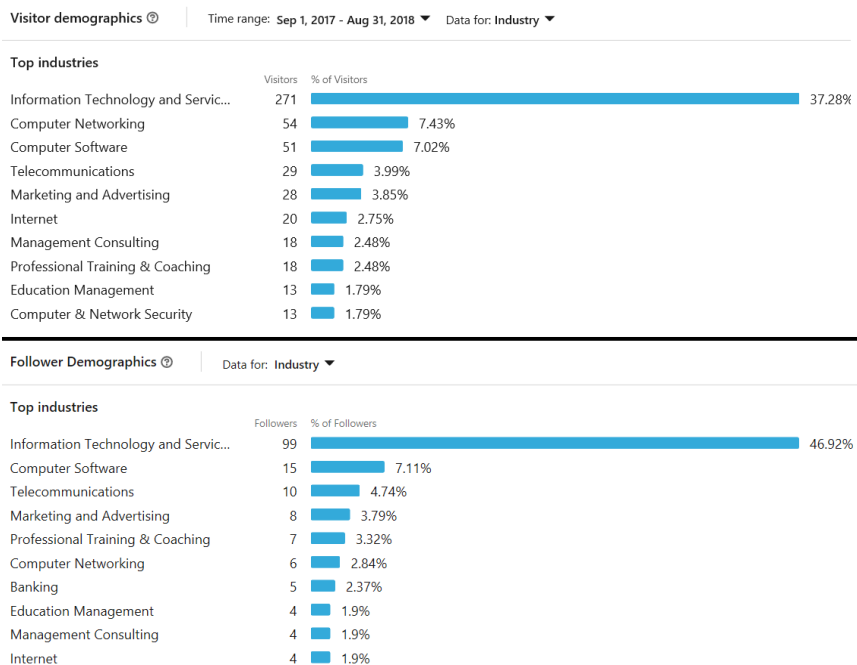 Visitor demographics ? Time range: Sep 1, 2017 - Aug 31, 2018 Data for: Industry
Top industries
Visitors % of Visitors
Information Technology and Servic... 271 37.28%
Computer Networking 54 7.43%
Computer Software 51 7.02%
Telecommunications 29 3.99%
Marketing and Advertising 28 3.85%
Internet 20 2.75%
Management Consulting 18 2.48%
Professional Training & Coaching 18 2.48%
Education Management 13 1.79%
Computer & Network Security 13 1.79%
Follower Demographics ? Data for: Industry
Top industries
Followers % of Followers
Information Technology and Servic... 99 46.92%
Computer Software 15 7.11%
Telecommunications 10 4.74%
Marketing and Advertising 8 3.79%
Professional Training & Coaching 7 3.32%
Computer Networking 6 2.84%
Banking 5 2.37%
Education Management 4 1.9%
Management Consulting 4 1.9%
Internet 4 1.9%